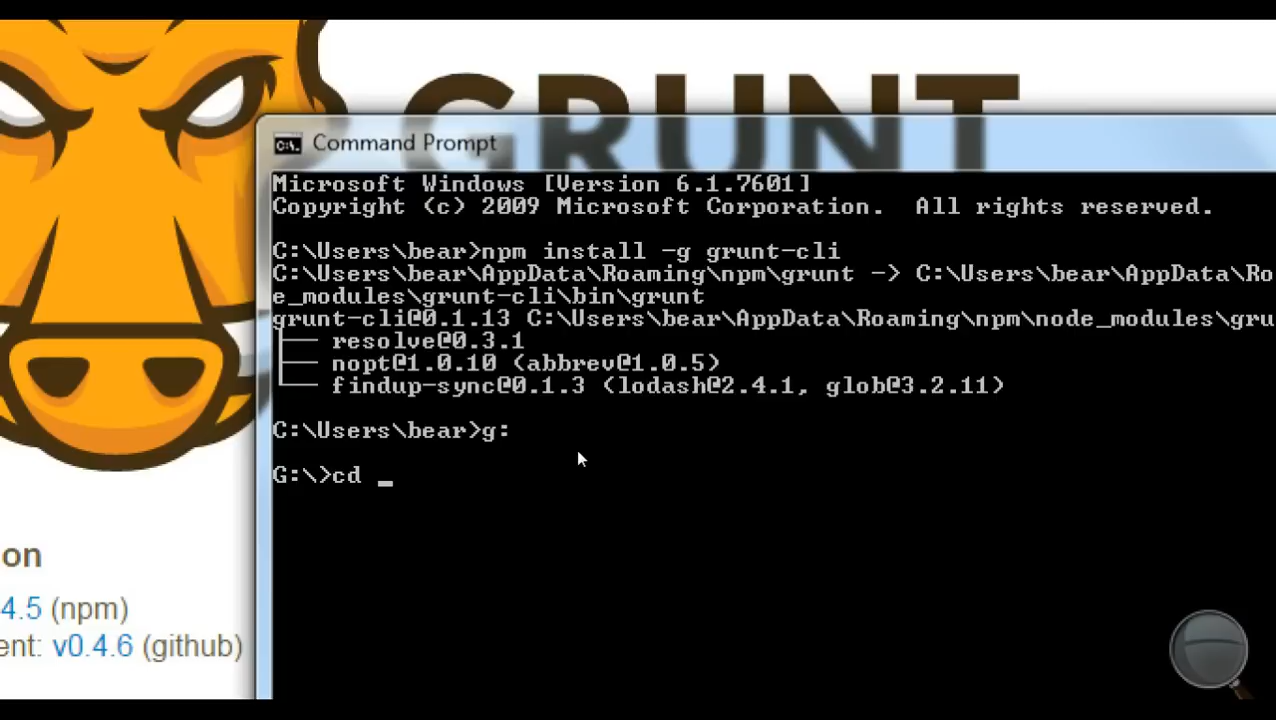 GRUNT
Command Prompt
Microsoft Windows [Version 6.1.7601]
Copyright (c) 2009 Microsoft Corporation.  All rights reserved.
C:\Users\bear>npm install -g grunt-cli
C:\Users\bear\AppData\Roaming\npm\grunt -> C:\Users\bear\AppData\Ro
e_modules\grunt-cli\bin\grunt
grunt-cli@0.1.13 C:\Users\bear\AppData\Roaming\npm\node_modules\gru
├── resolve@0.3.1
├── nopt@1.0.10 (abbrev@1.0.5)
└── findup-sync@0.1.3 (lodash@2.4.1, glob@3.2.11)
C:\Users\bear>g:
G:\>cd _
on
4.5 (npm)
ent: v0.4.6 (github)